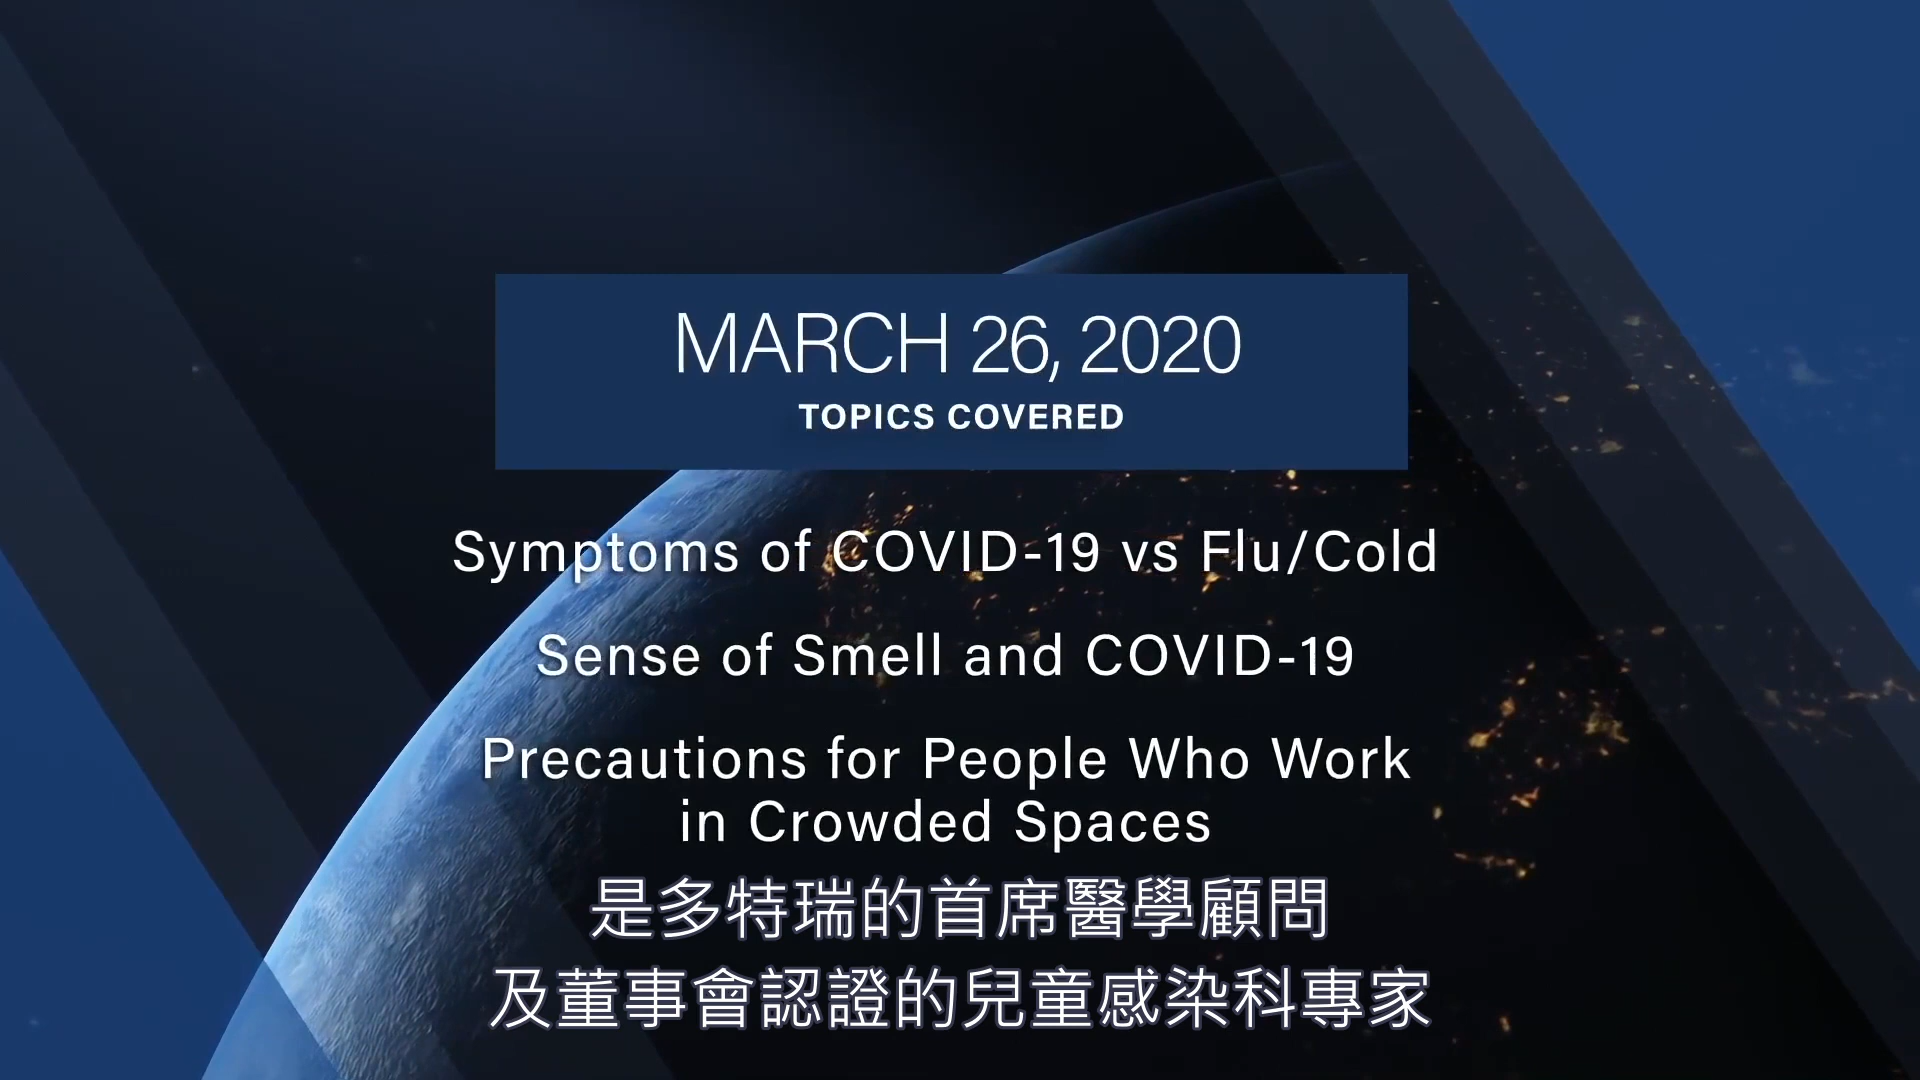 MARCH 26, 2020
TOPICS COVERED
Symptoms of COVID-19 vs Flu/Cold
Sense of Smell and COVID-19
Precautions for People Who Work
in Crowded Spaces
是多特瑞的首席醫學顧問
及董事會認證的兒童感染科專家